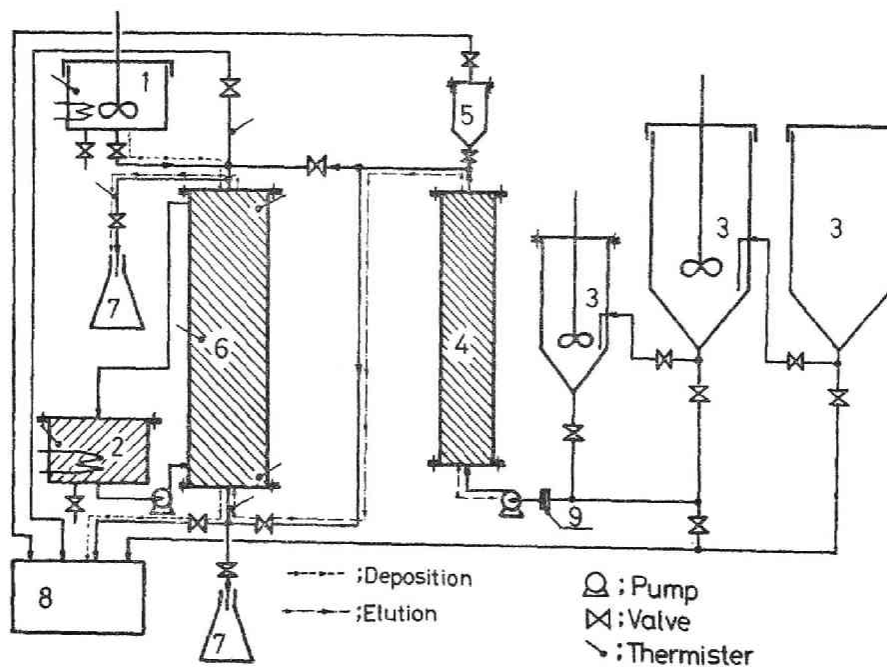 1
5
3
3
3
7
6
4
2
9
8
7
;Deposition
;Elution
;Pump
;Valve
;Thermister